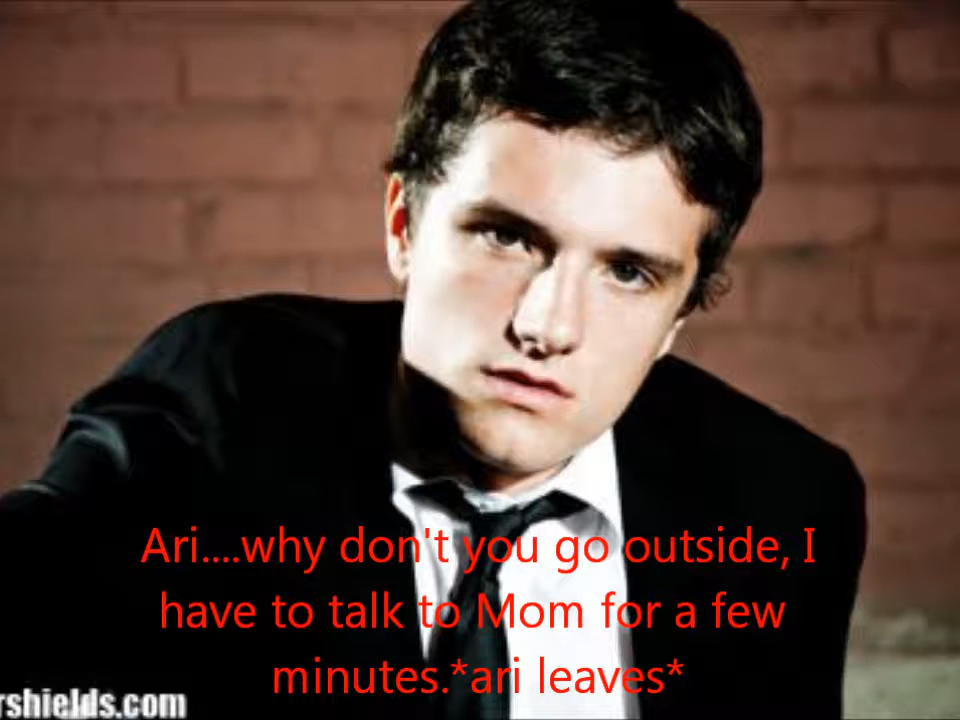 Ari....why don't you go outside, I
have to talk to Mom for a few
minutes.*ari leaves*
rshields.com